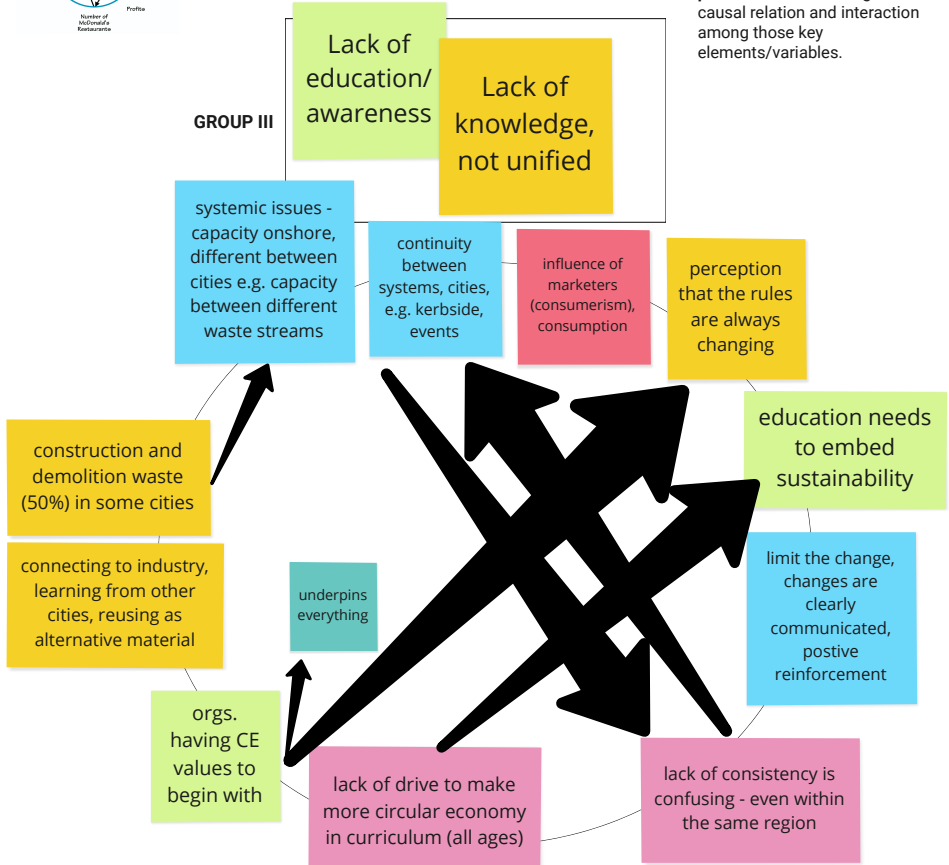 Number of
McDonald's
Restaurants
Profits
causal relation and interaction
among those key
elements/variables.
GROUP III
Lack of
education/
awareness
Lack of
knowledge,
not unified
systemic issues -
capacity onshore,
different between
cities e.g. capacity
between different
waste streams
continuity
between
systems, cities,
e.g. kerbside,
events
influence of
marketers
(consumerism),
consumption
perception
that the rules
are always
changing
education needs
to embed
sustainability
construction and
demolition waste
(50%) in some cities
connecting to industry,
learning from other
cities, reusing as
alternative material
underpins
everything
limit the change,
changes are
clearly
communicated,
postive
reinforcement
orgs.
having CE
values to
begin with
lack of drive to make
more circular economy
in curriculum (all ages)
lack of consistency is
confusing - even within
the same region